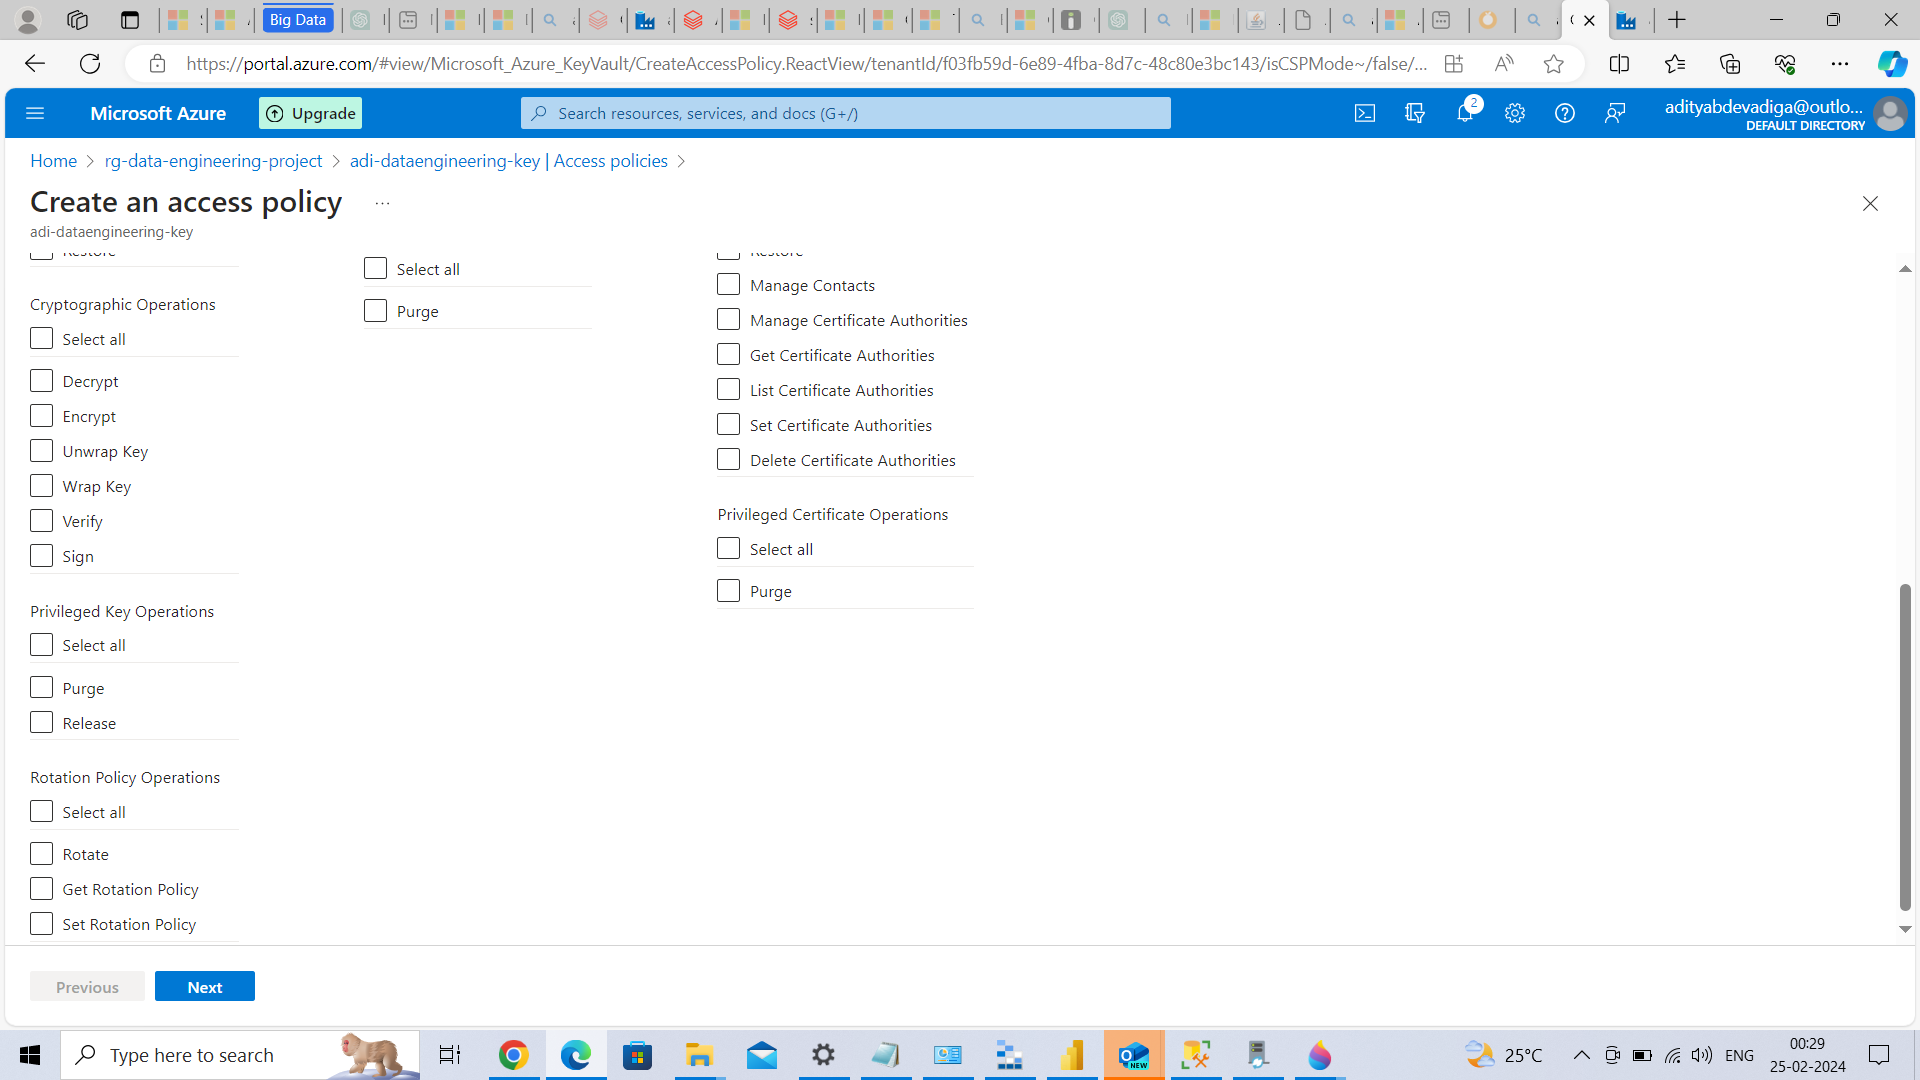 Big Data
https://portal.azure.com/#view/Microsoft_Azure_KeyVault/CreateAccessPolicy.ReactView/tenantId/f03fb59d-6e89-4fba-8d7c-48c80e3bc143/isCSPMode~/false/...
Microsoft Azure
Upgrade
Search resources, services, and docs (G+/)
2
adityabdevadiga@outlo...
DEFAULT DIRECTORY
Home > rg-data-engineering-project > adi-dataengineering-key | Access policies >
Create an access policy ...
adi-dataengineering-key
Restore
Cryptographic Operations
Select all
Decrypt
Encrypt
Unwrap Key
Wrap Key
Verify
Sign
Privileged Key Operations
Select all
Purge
Release
Rotation Policy Operations
Select all
Rotate
Get Rotation Policy
Set Rotation Policy
Select all
Purge
Restore
Manage Contacts
Manage Certificate Authorities
Get Certificate Authorities
List Certificate Authorities
Set Certificate Authorities
Delete Certificate Authorities
Privileged Certificate Operations
Select all
Purge
Previous
Next
Type here to search
NEW
25°C
ENG
00:29
25-02-2024